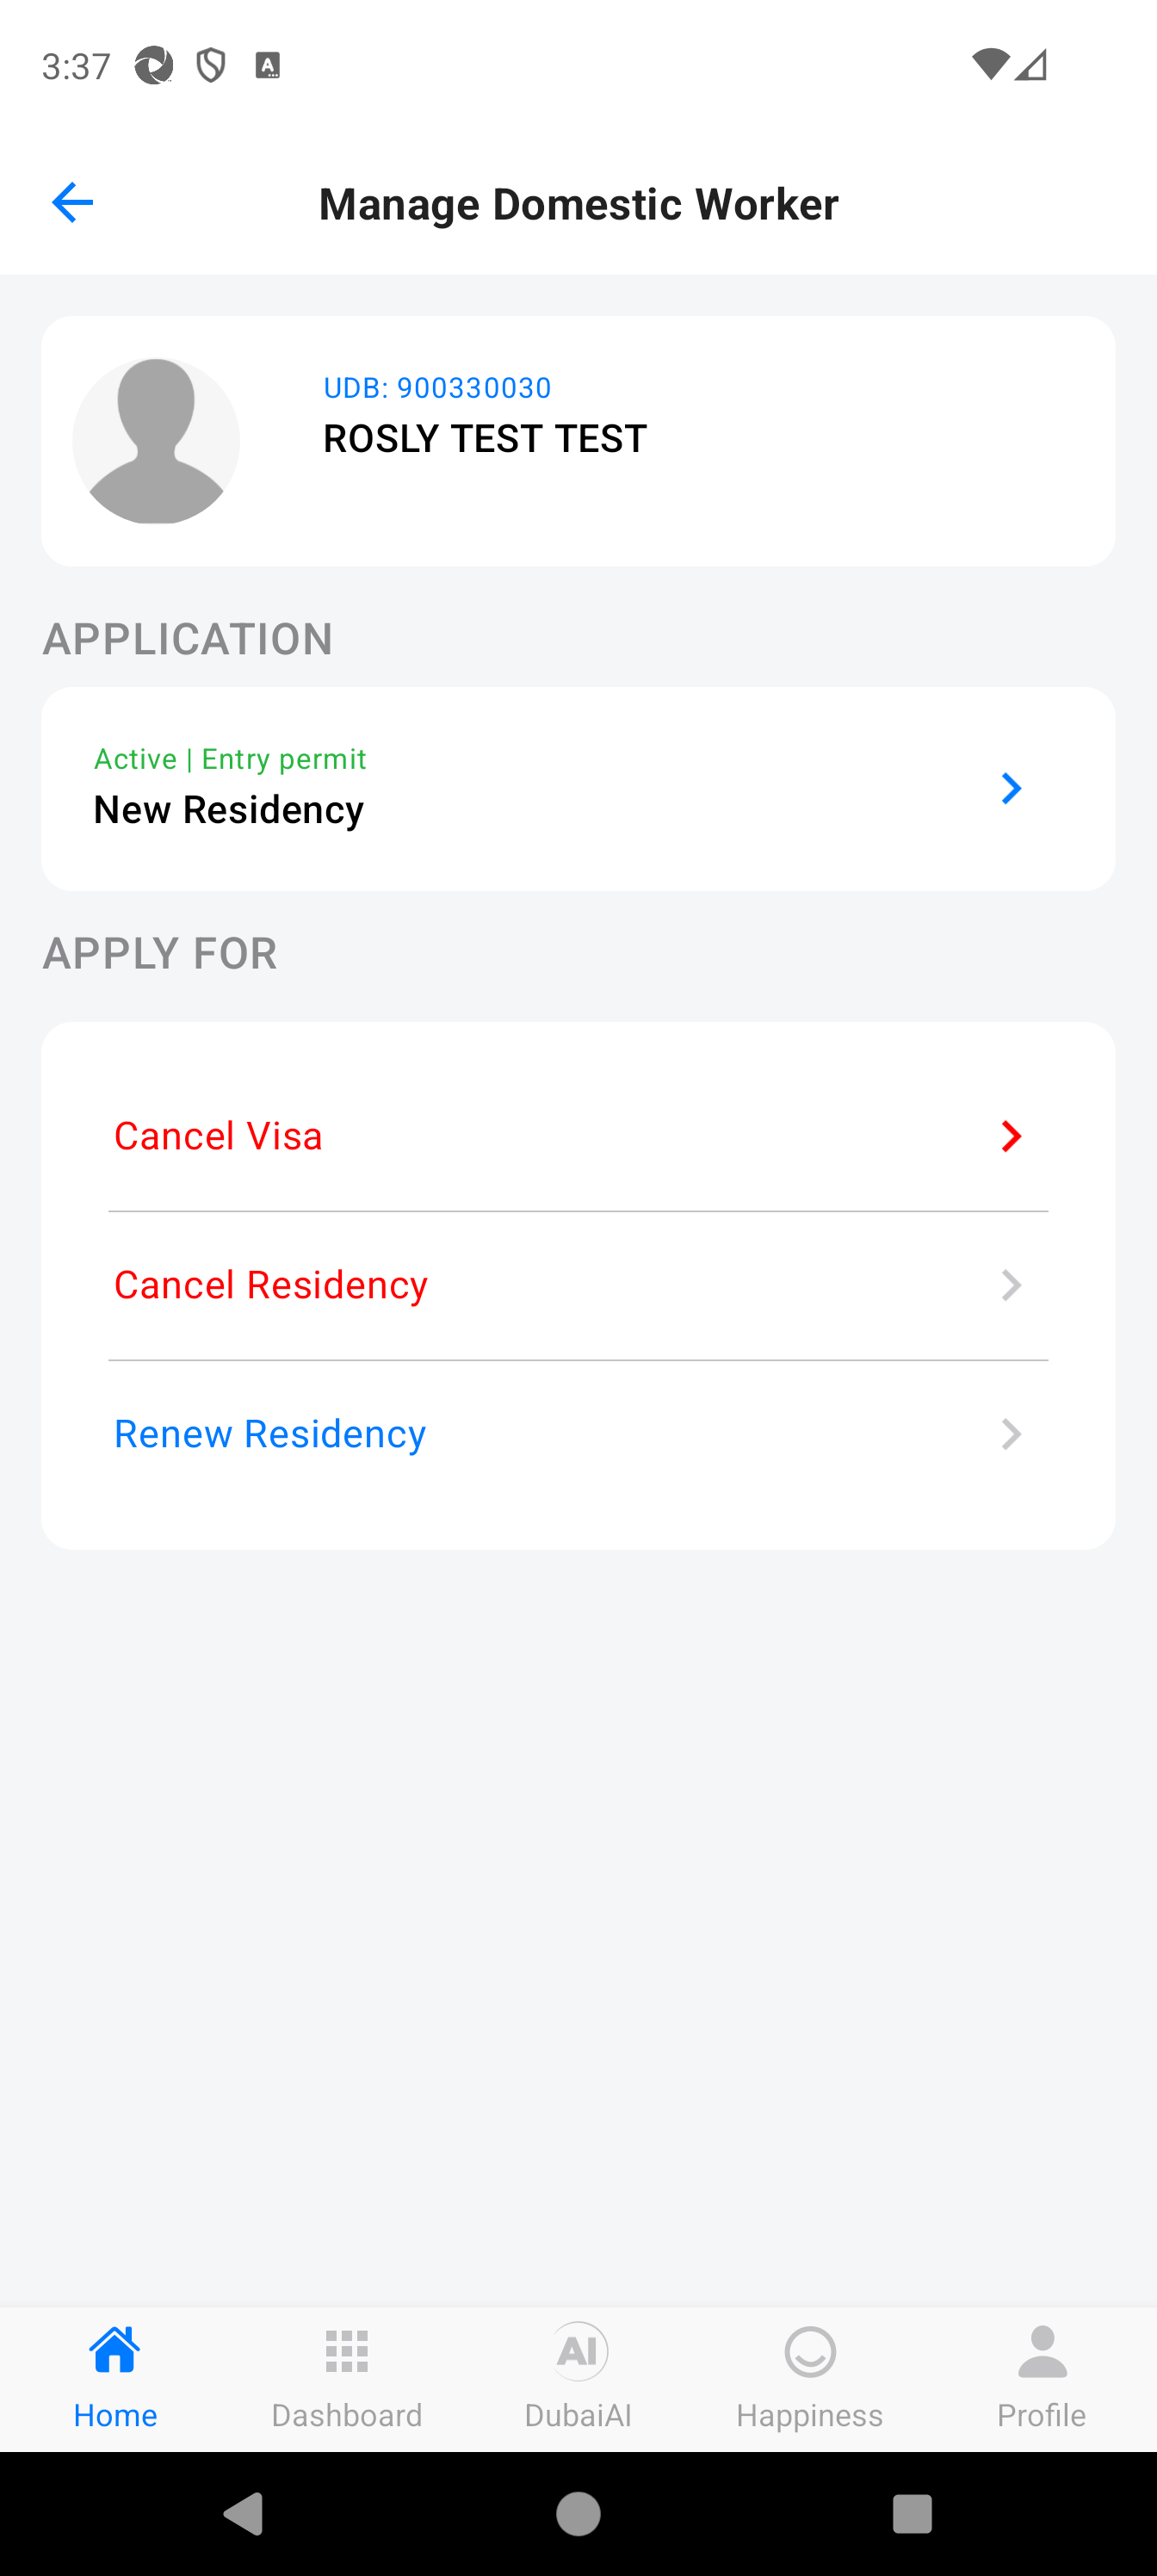 3:37
Manage Domestic Worker
UDB: 900330030
ROSLY TEST TEST
APPLICATION
Active | Entry permit
New Residency
APPLY FOR
Cancel Visa
Cancel Residency
Renew Residency
AI
Home
Dashboard
DubaiAI
Happiness
Profile